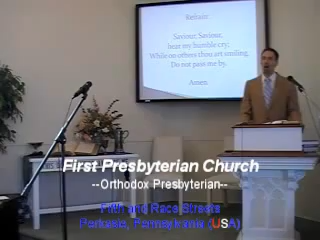 Refrain:
Saviour, Saviour,
hear my humble cry;
While on others thou art smiling,
Do not pass me by.
Amen.
First Presbyterian Church
--Orthodox Presbyterian--
Fifth and Race Streets
Perkasie, Pennsylvania (USA)